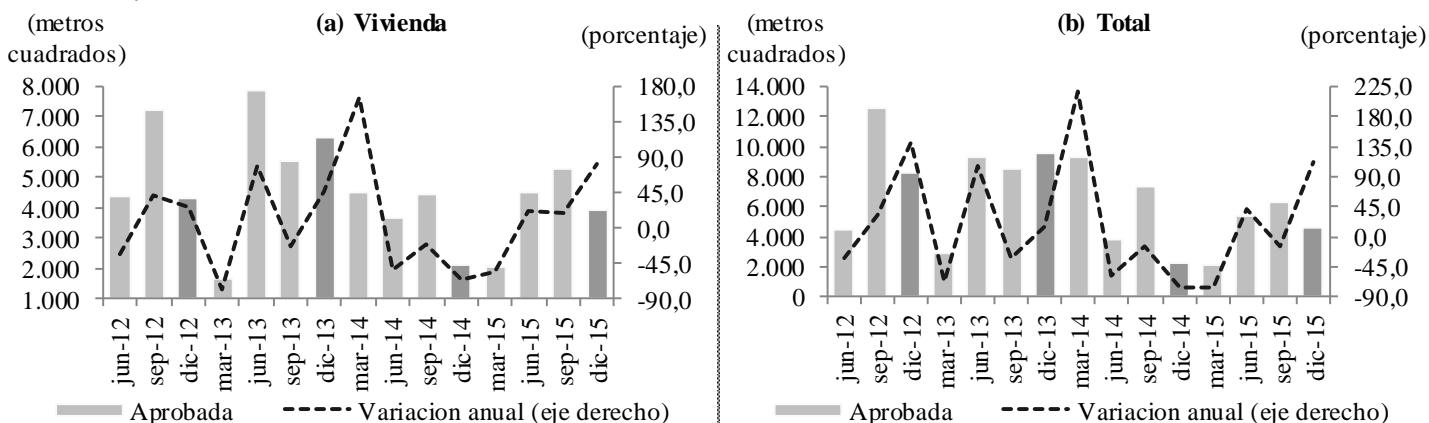 (metros
cuadrados)
(a) Vivienda
(porcentaje)
8.000
7.000
6.000
5.000
4.000
3.000
2.000
1.000
180,0
135,0
90,0
45,0
0,0
-45,0
-90,0
jun-12
sep-12
dic-12
mar-13
jun-13
sep-13
dic-13
mar-14
jun-14
sep-14
dic-14
mar-15
jun-15
sep-15
dic-15
Aprobada
Variacion anual (eje derecho)
(metros
cuadrados)
(b) Total
(porcentaje)
14.000
12.000
10.000
8.000
6.000
4.000
2.000
0
225,0
180,0
135,0
90,0
45,0
0,0
-45,0
-90,0
jun-12
sep-12
dic-12
mar-13
jun-13
sep-13
dic-13
mar-14
jun-14
sep-14
dic-14
mar-15
jun-15
sep-15
dic-15
Aprobada
Variacion anual (eje derecho)